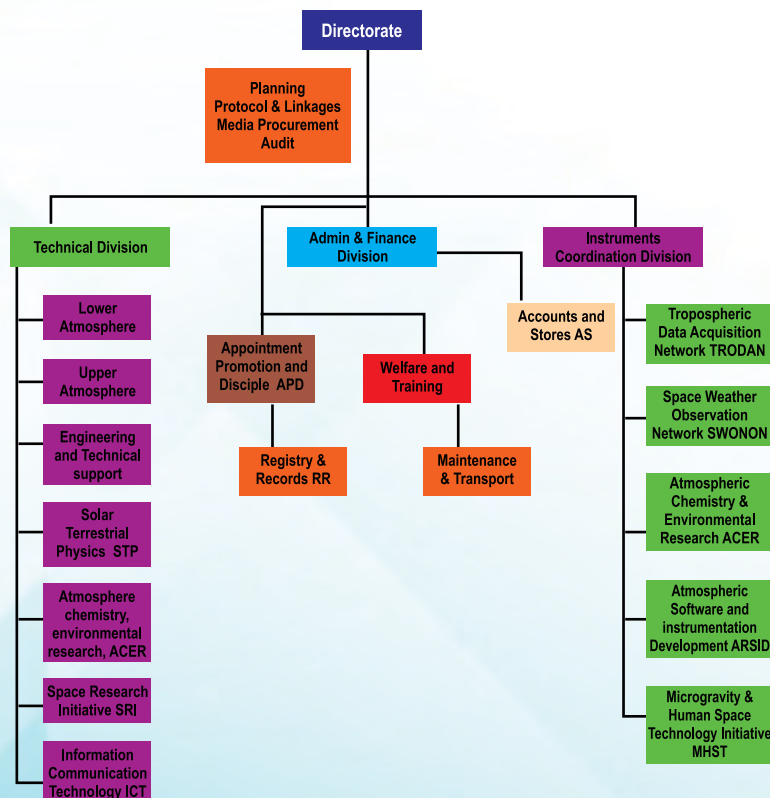 Directorate
Planning
Protocol & Linkages
Media Procurement
Audit
Technical Division
Admin & Finance
Division
Instruments
Coordination Division
Lower
Atmosphere
Upper
Atmosphere
Engineering
and Technical
support
Solar
Terrestrial
Physics STP
Atmosphere
chemistry,
environmental
research, ACER
Space Research
Initiative SRI
Information
Communication
Technology ICT
Appointment
Promotion and
Disciple APD
Welfare and
Training
Accounts and
Stores AS
Registry &
Records RR
Maintenance
& Transport
Tropospheric
Data Acquisition
Network TRODAN
Space Weather
Observation
Network SWONON
Atmospheric
Chemistry &
Environmental
Research ACER
Atmospheric
Software and
instrumentation
Development ARSID
Microgravity &
Human Space
Technology Initiative
MHST